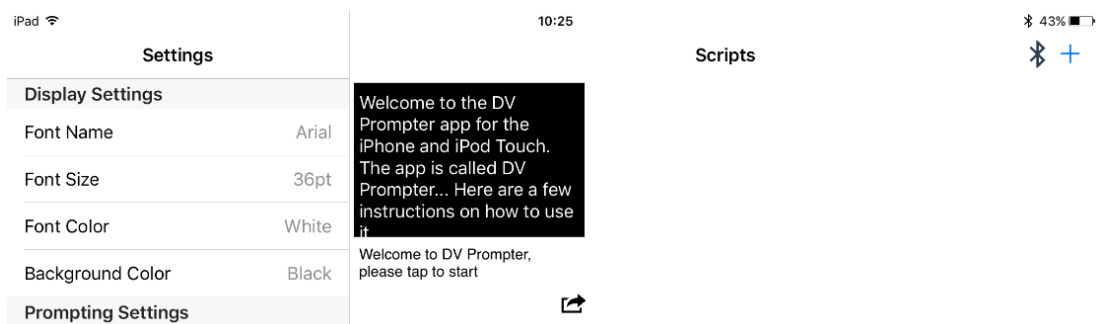 iPad 10:25 43%
Settings
Scripts
Display Settings
Font Name Arial
Font Size 36pt
Font Color White
Background Color Black
Prompting Settings
Welcome to the DV
Prompter app for the
iPhone and iPod Touch.
The app is called DV
Prompter... Here are a few
instructions on how to use
it
Welcome to DV Prompter,
please tap to start